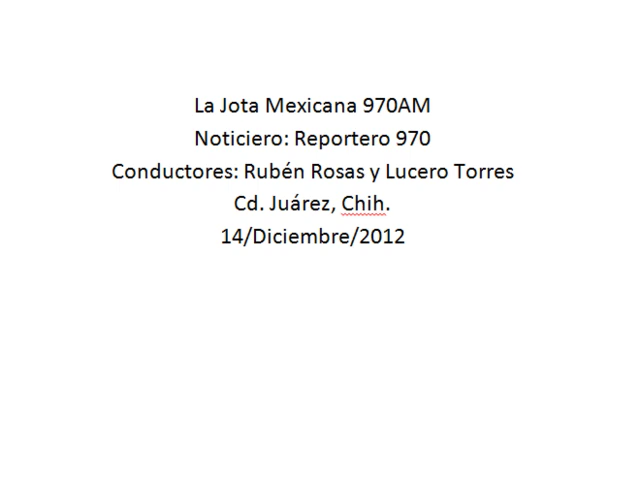 La Jota Mexicana 970AM
Noticiero: Reportero 970
Conductores: Rubén Rosas y Lucero Torres
Cd. Juárez, Chih.
14/Diciembre/2012